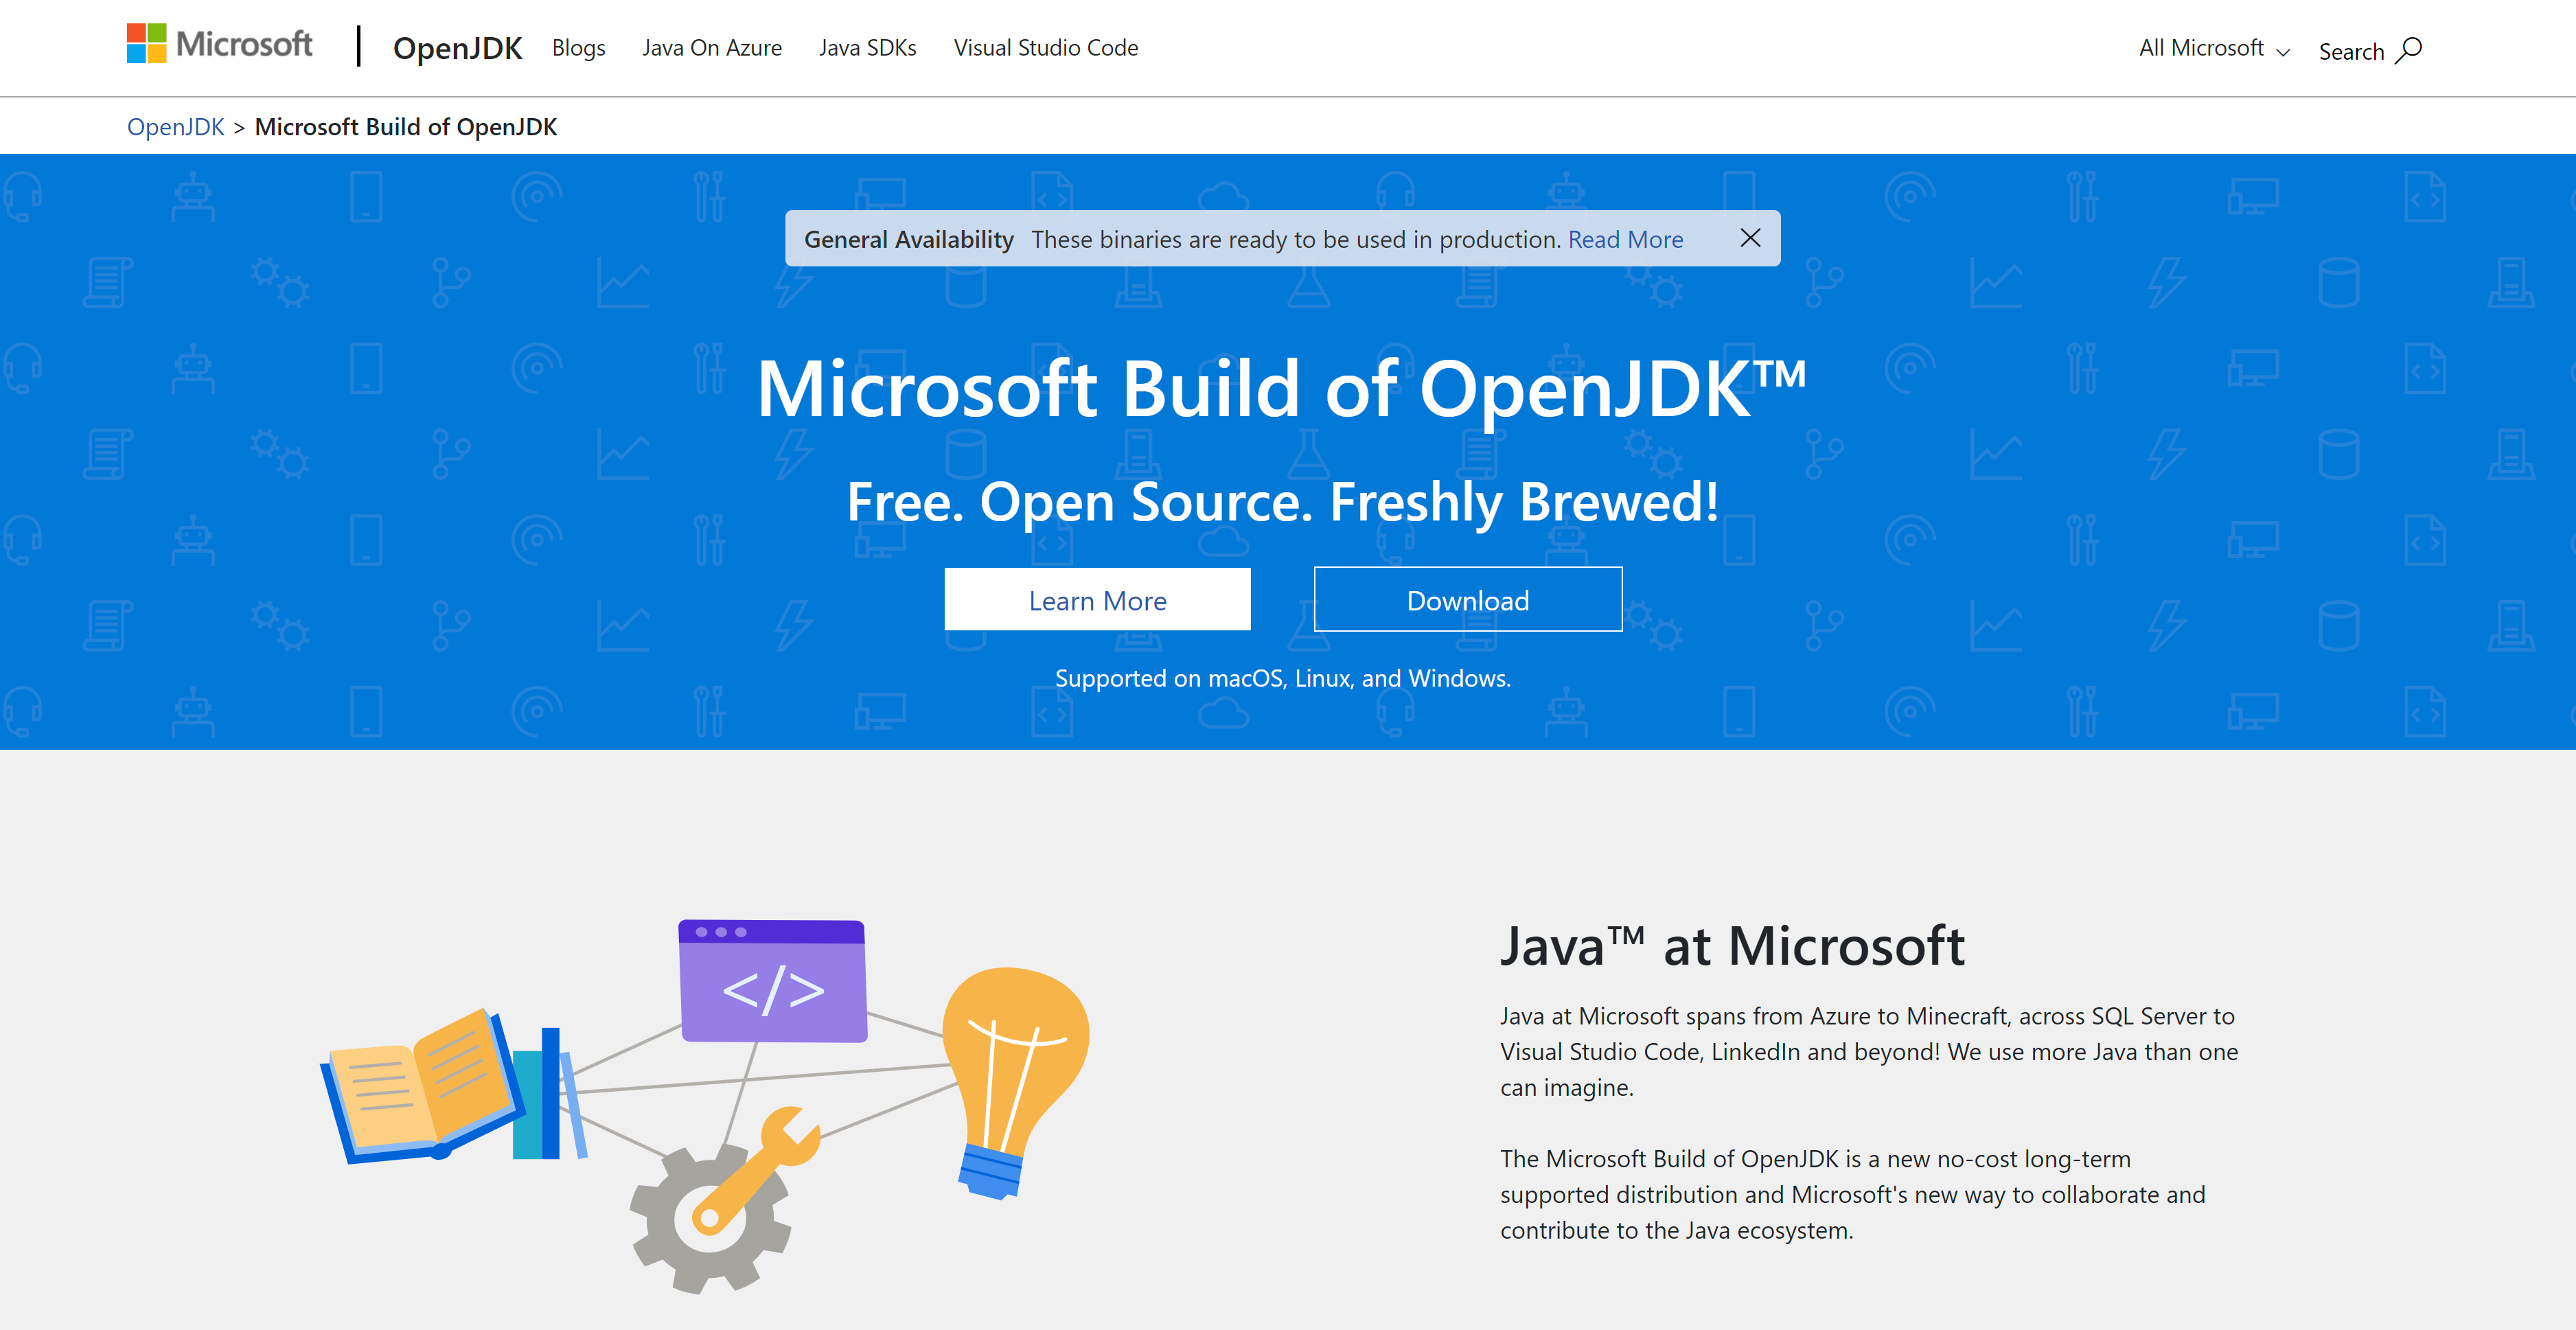 Microsoft | OpenJDK Blogs Java On Azure Java SDKs Visual Studio Code All Microsoft Search
OpenJDK > Microsoft Build of OpenJDK
General Availability These binaries are ready to be used in production. Read More
Microsoft Build of OpenJDK™
Free. Open Source. Freshly Brewed!
Learn More Download
Supported on macOS, Linux, and Windows.
</>
Java™ at Microsoft
Java at Microsoft spans from Azure to Minecraft, across SQL Server to
Visual Studio Code, LinkedIn and beyond! We use more Java than one
can imagine.
The Microsoft Build of OpenJDK is a new no-cost long-term
supported distribution and Microsoft's new way to collaborate and
contribute to the Java ecosystem.